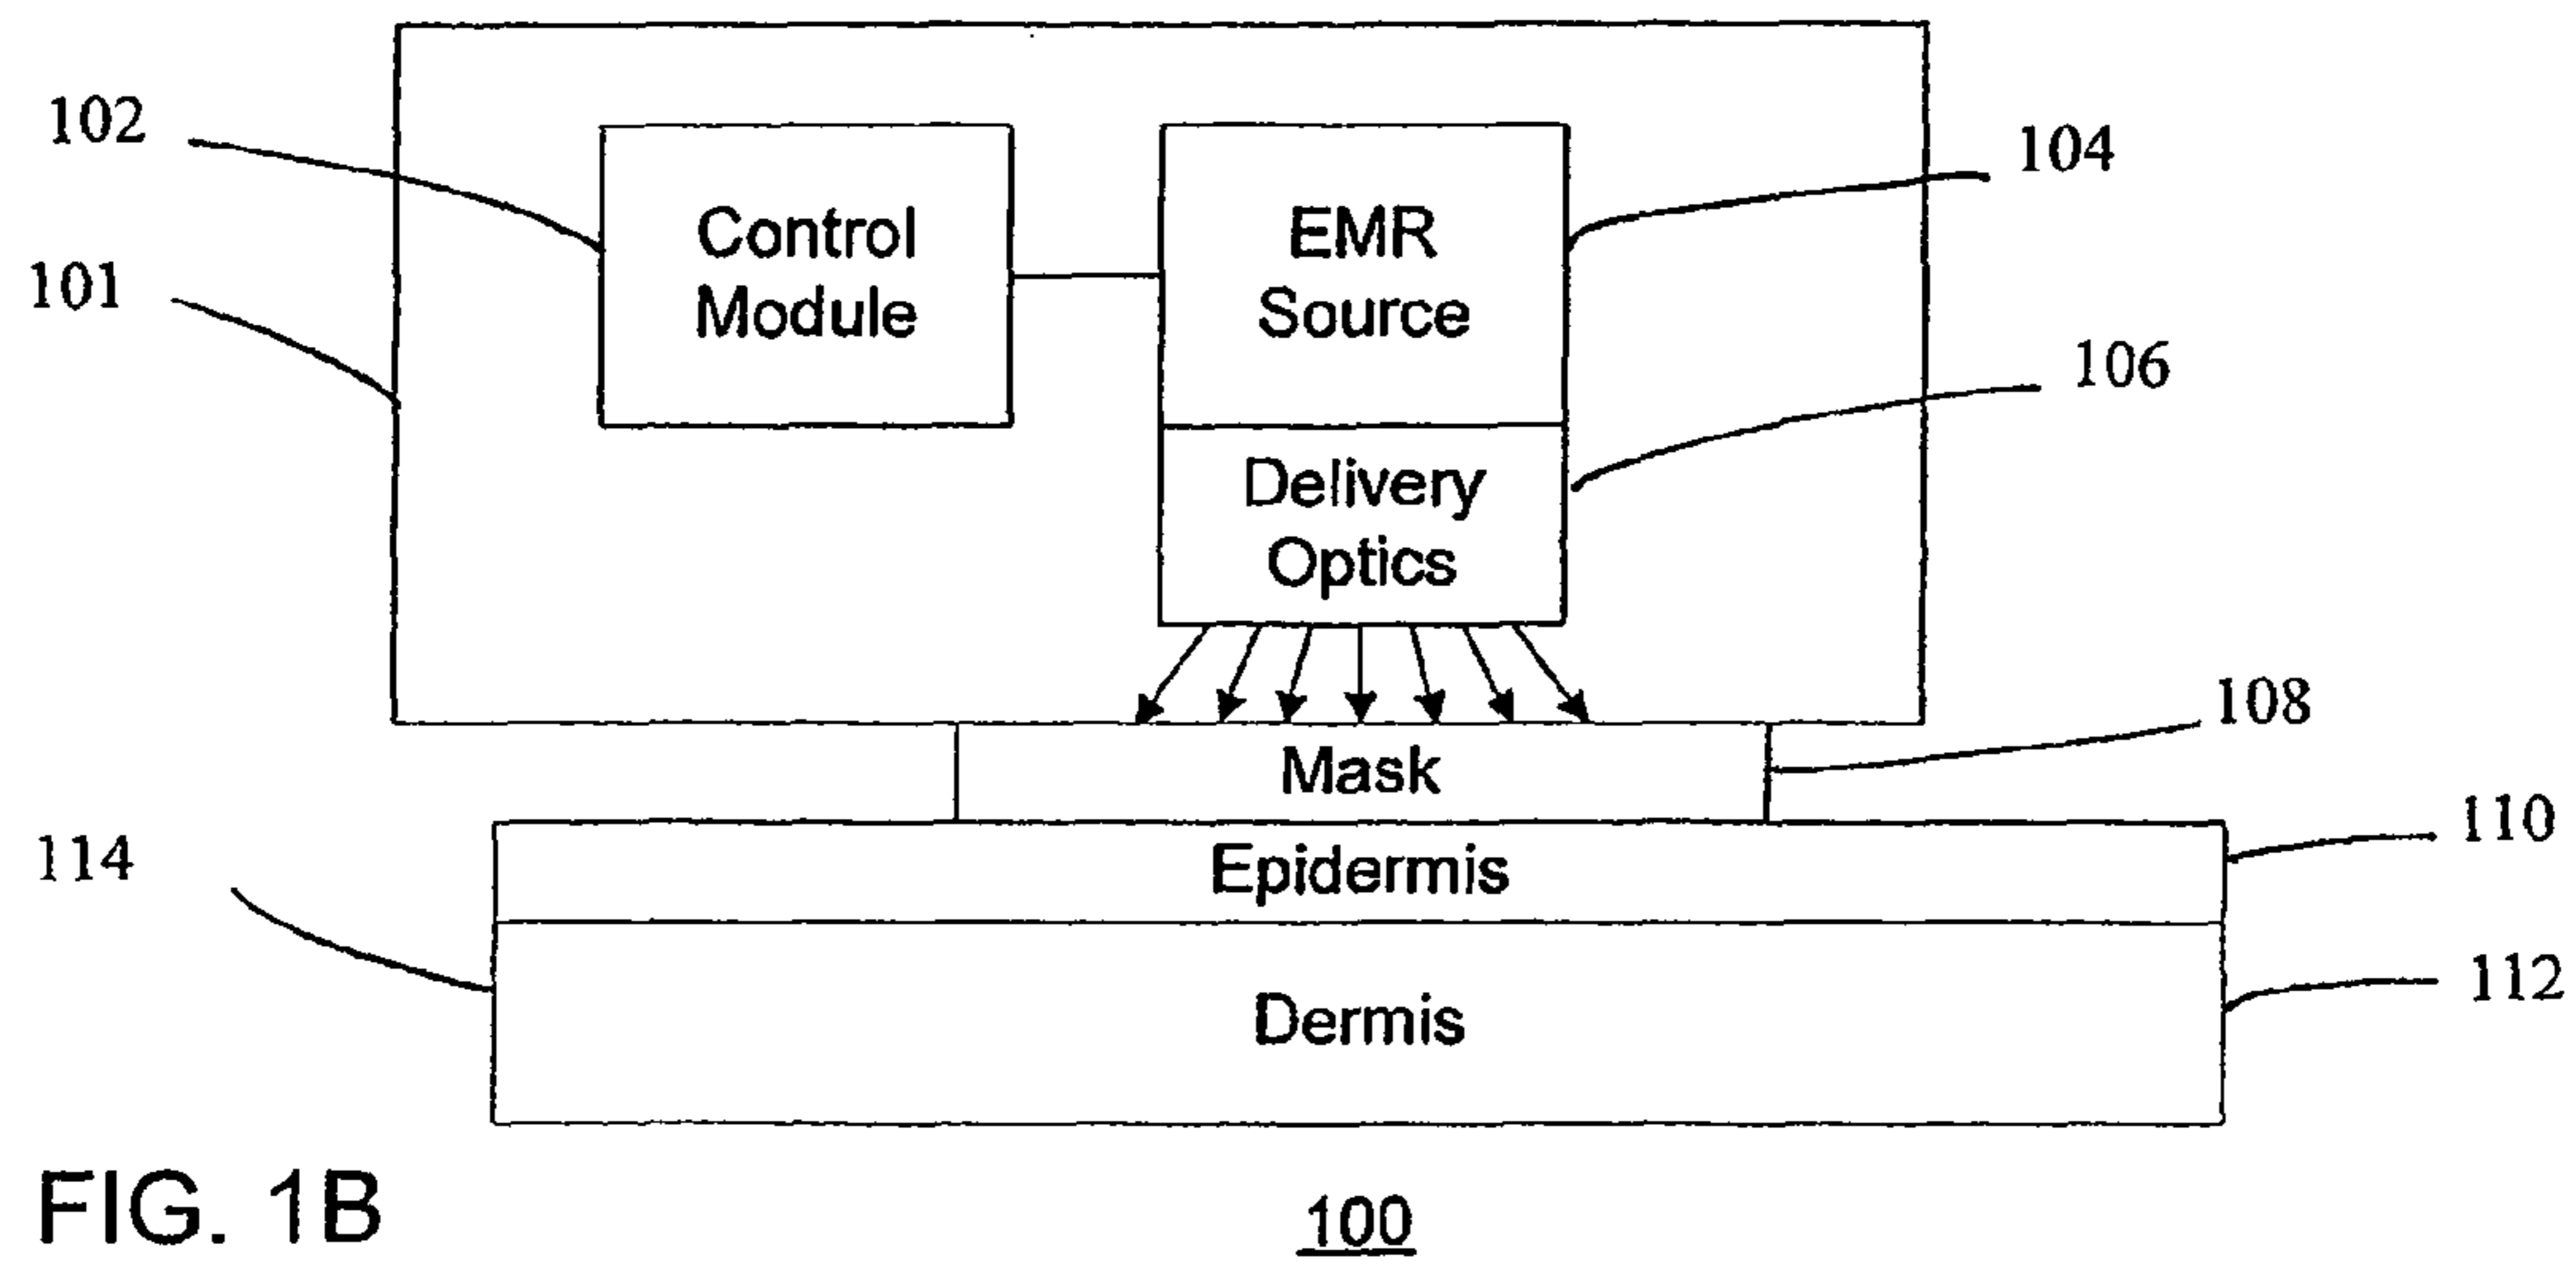 102
Control
Module
EMR
Source
104
101
106
Delivery
Optics
108
Mask
110
114
Epidermis
112
Dermis
FIG. 1B
100